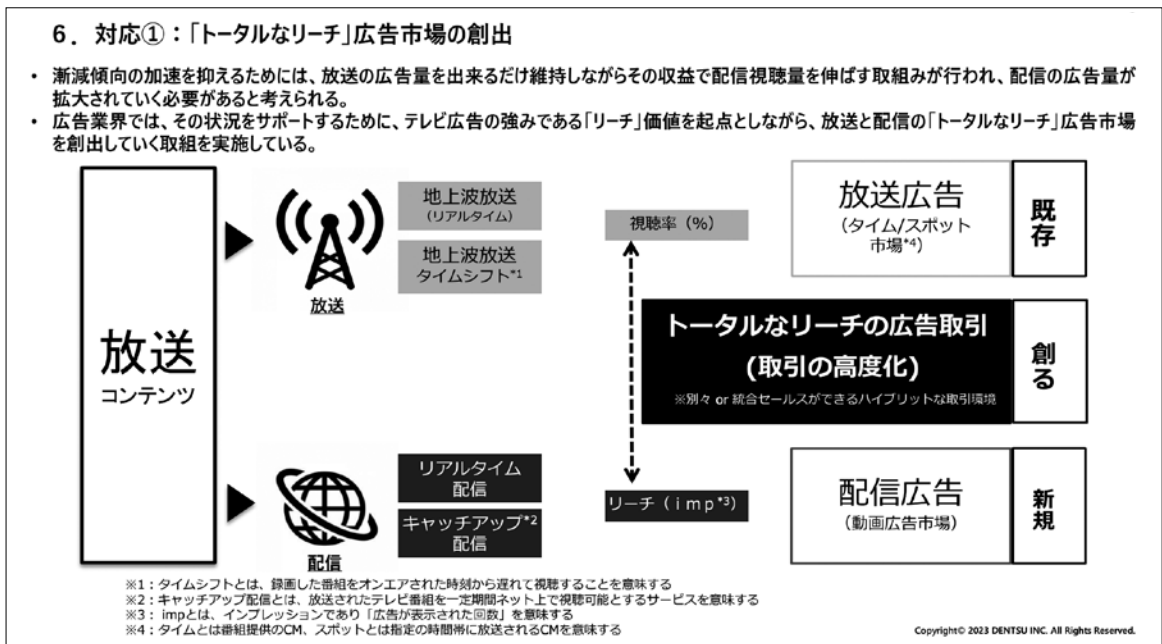 6．対応①：「トータルなリーチ」広告市場の創出
• 漸減傾向の加速を抑えるためには、放送の広告量を出来るだけ維持しながらその収益で配信視聴量を伸ばす取組みが行われ、配信の広告量が
拡大されていく必要があると考えられる。
• 広告業界では、その状況をサポートするために、テレビ広告の強みである「リーチ」価値を起点としながら、放送と配信の「トータルなリーチ」広告市場
を創出していく取組を実施している。
放送
コンテンツ
放送
地上波放送
（リアルタイム）
地上波放送
タイムシフト*1
視聴率（%）
放送広告
（タイム/スポット
市場*4）
既存
トータルなリーチの広告取引
(取引の高度化)
※別々 or 統合セールスができるハイブリットな取引環境
創る
配信
リアルタイム
配信
キャッチアップ*2
配信
リーチ（ｉｍｐ*3）
配信広告
（動画広告市場）
新規
※1：タイムシフトとは、録画した番組をオンエアされた時刻から遅れて視聴することを意味する
※2：キャッチアップ配信とは、放送されたテレビ番組を一定期間ネット上で視聴可能とするサービスを意味する
※3： impとは、インプレッションであり「広告が表示された回数」を意味する
※4：タイムとは番組提供のCM、スポットとは指定の時間帯に放送されるCMを意味する
Copyright© 2023 DENTSU INC. All Rights Reserved.